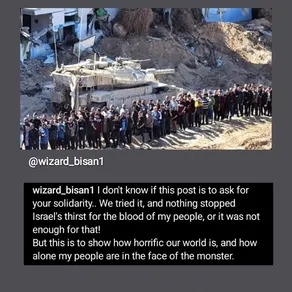 @wizard_bisan1
wizard_bisan1 I don't know if this post is to ask for
your solidarity.. We tried it, and nothing stopped
Israel's thirst for the blood of my people, or it was not
enough for that!
But this is to show how horrific our world is, and how
alone my people are in the face of the monster.